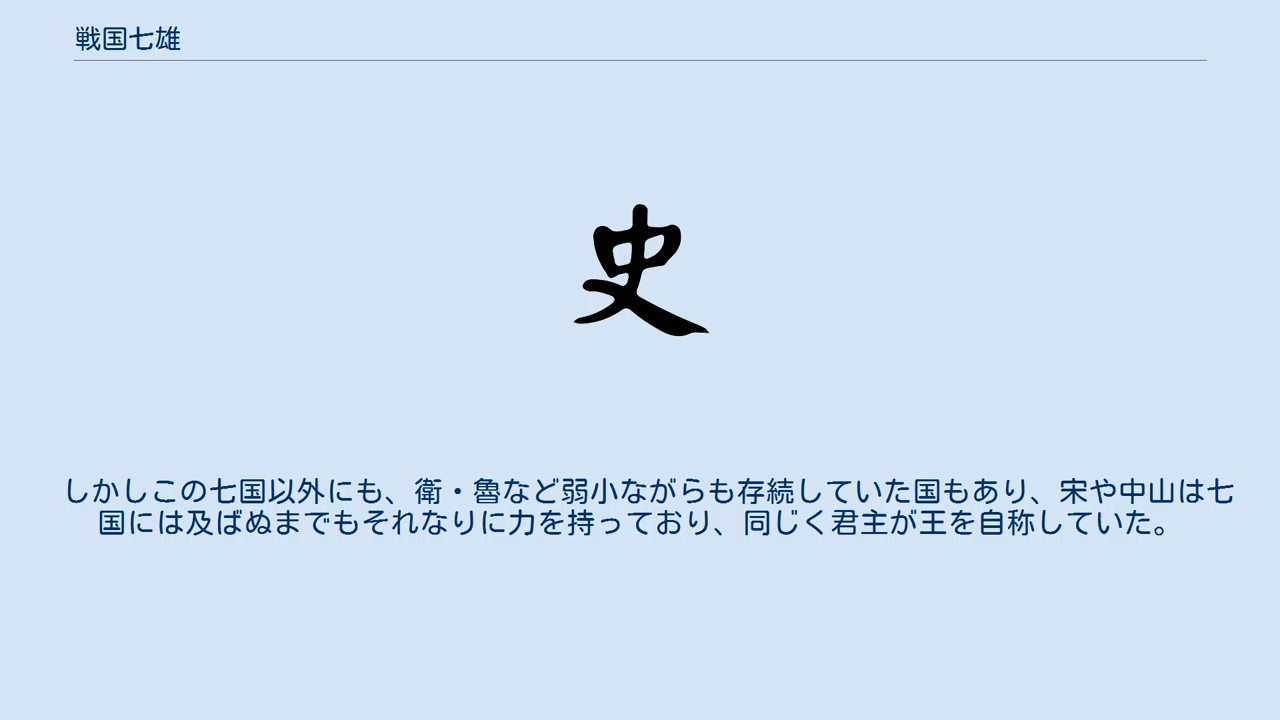 戦国七雄
史
しかしこの七国以外にも、衛・魯など弱小ながらも存続していた国もあり、宋や中山は七
国には及ばぬまでもそれなりに力を持っており、同じく君主が王を自称していた。